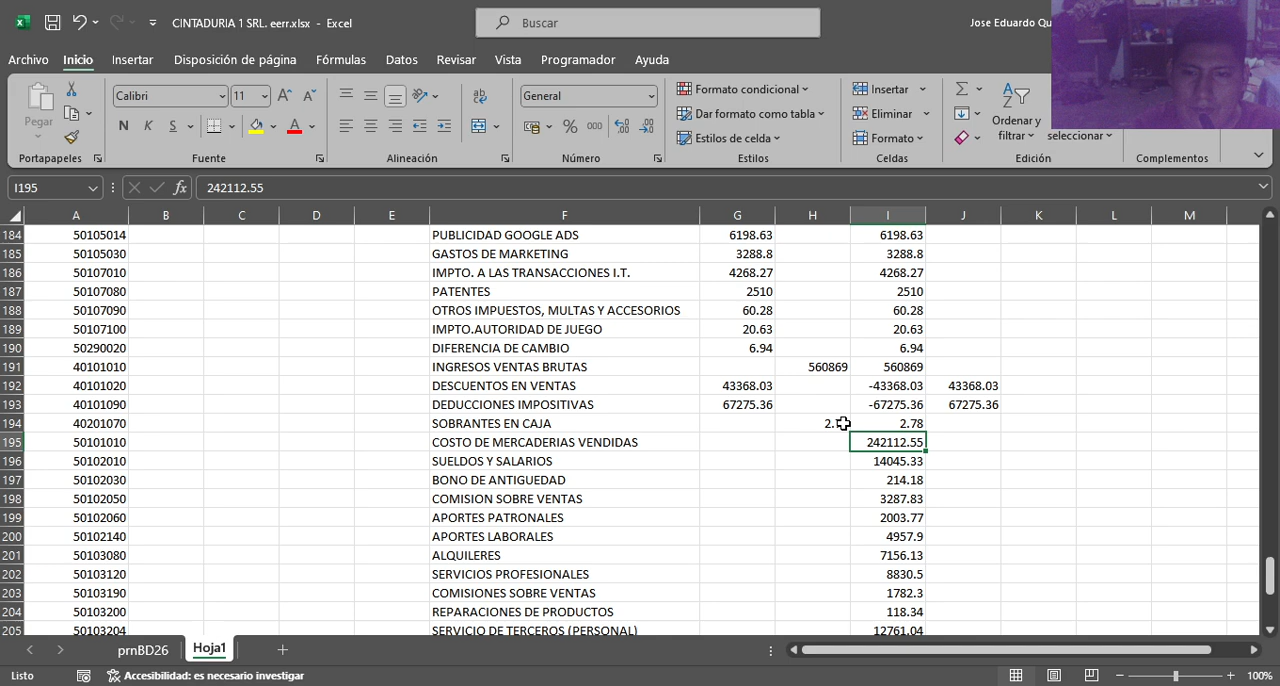 CINTADURIA 1 SRL. eerr.xlsx - Excel
Buscar
Jose Eduardo Qu
Archivo Inicio Insertar Disposición de página Fórmulas Datos Revisar Vista Programador Ayuda
Pegar
Calibri 11
N K S
General
% 000
Formato condicional
Dar formato como tabla
Estilos de celda
Insertar
Eliminar
Formato
Ordenar y
filtrar
seleccionar
Portapapeles Fuente Alineación Número Estilos Celdas Edición Complementos
I195 fx 242112.55
A B C D E F G H I J K L M
184 50105014 PUBLICIDAD GOOGLE ADS 6198.63 6198.63
185 50105030 GASTOS DE MARKETING 3288.8 3288.8
186 50107010 IMPTO. A LAS TRANSACCIONES I.T. 4268.27 4268.27
187 50107080 PATENTES 2510 2510
188 50107090 OTROS IMPUESTOS, MULTAS Y ACCESORIOS 60.28 60.28
189 50107100 IMPTO.AUTORIDAD DE JUEGO 20.63 20.63
190 50290020 DIFERENCIA DE CAMBIO 6.94 6.94
191 40101010 INGRESOS VENTAS BRUTAS 560869 560869
192 40101020 DESCUENTOS EN VENTAS 43368.03 -43368.03 43368.03
193 40101090 DEDUCCIONES IMPOSITIVAS 67275.36 -67275.36 67275.36
194 40201070 SOBRANTES EN CAJA 2.78
195 50101010 COSTO DE MERCADERIAS VENDIDAS 242112.55
196 50102010 SUELDOS Y SALARIOS 14045.33
197 50102030 BONO DE ANTIGUEDAD 214.18
198 50102050 COMISION SOBRE VENTAS 3287.83
199 50102060 APORTES PATRONALES 2003.77
200 50102140 APORTES LABORALES 4957.9
201 50103080 ALQUILERES 7156.13
202 50103120 SERVICIOS PROFESIONALES 8830.5
203 50103190 COMISIONES SOBRE VENTAS 1782.3
204 50103200 REPARACIONES DE PRODUCTOS 118.34
205 50103204 SERVICIO DE TERCEROS (PERSONAL) 12761.04
prnBD26 Hoja1
Listo Accesibilidad: es necesario investigar 100%